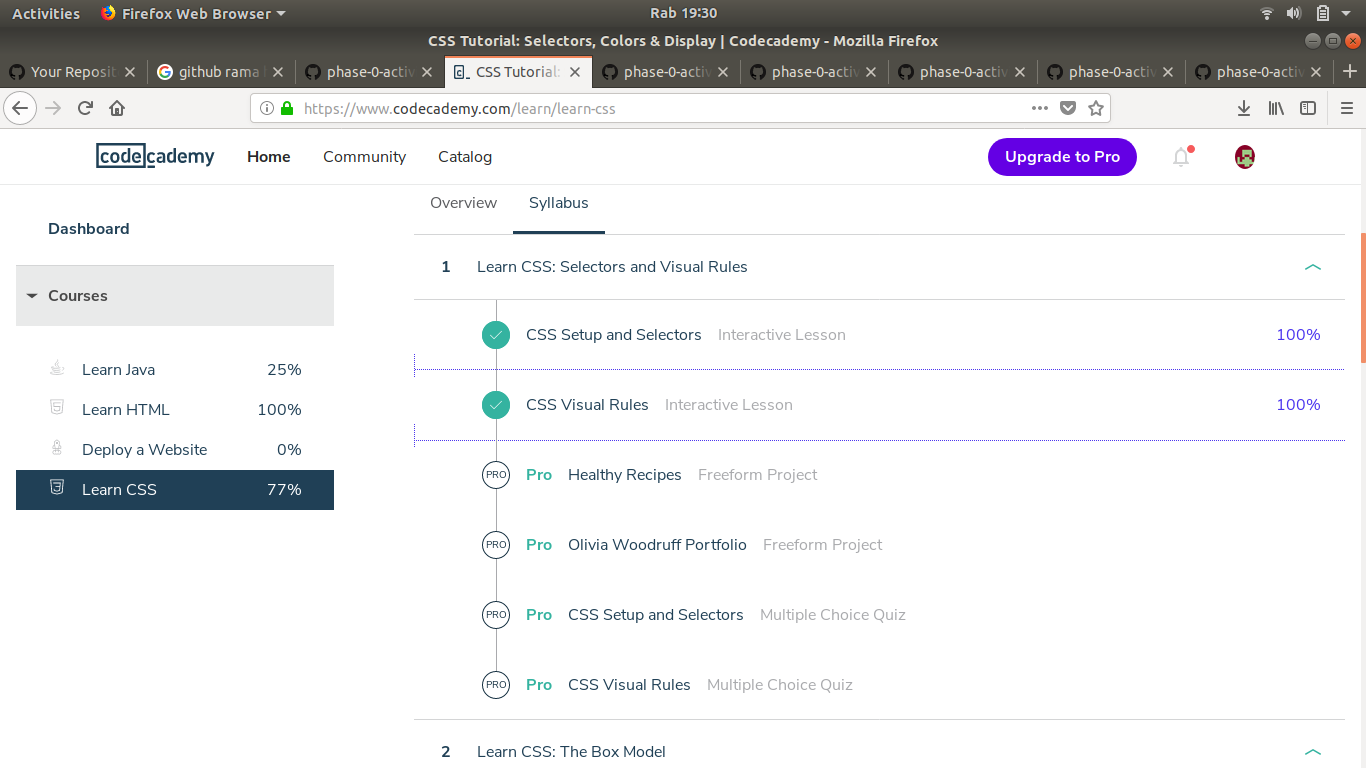 Activities Firefox Web Browser Rab 19:30
CSS Tutorial: Selectors, Colors & Display | Codecademy - Mozilla Firefox
Your Reposit github rama phase-0-activ CSS Tutorial: phase-0-activ phase-0-activ phase-0-activ phase-0-activ phase-0-activ
https://www.codecademy.com/learn/learn-css
codecademy Home Community Catalog Upgrade to Pro
Overview Syllabus
Dashboard
1 Learn CSS: Selectors and Visual Rules
Courses
CSS Setup and Selectors Interactive Lesson 100%
Learn Java 25%
CSS Visual Rules Interactive Lesson 100%
Learn HTML 100%
Deploy a Website 0%
PRO Pro Healthy Recipes Freeform Project
Learn CSS 77%
PRO Pro Olivia Woodruff Portfolio Freeform Project
PRO Pro CSS Setup and Selectors Multiple Choice Quiz
PRO Pro CSS Visual Rules Multiple Choice Quiz
2 Learn CSS: The Box Model